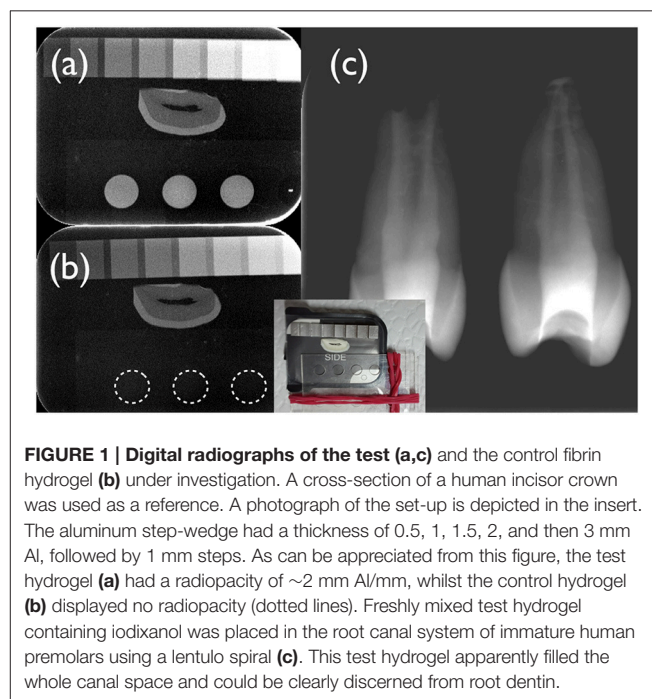 (a)
(c)
(b)
SIDE
FIGURE 1 | Digital radiographs of the test (a,c) and the control fibrin
hydrogel (b) under investigation. A cross-section of a human incisor crown
was used as a reference. A photograph of the set-up is depicted in the insert.
The aluminum step-wedge had a thickness of 0.5, 1, 1.5, 2, and then 3 mm
Al, followed by 1 mm steps. As can be appreciated from this figure, the test
hydrogel (a) had a radiopacity of ~2 mm Al/mm, whilst the control hydrogel
(b) displayed no radiopacity (dotted lines). Freshly mixed test hydrogel
containing iodixanol was placed in the root canal system of immature human
premolars using a lentulo spiral (c). This test hydrogel apparently filled the
whole canal space and could be clearly discerned from root dentin.